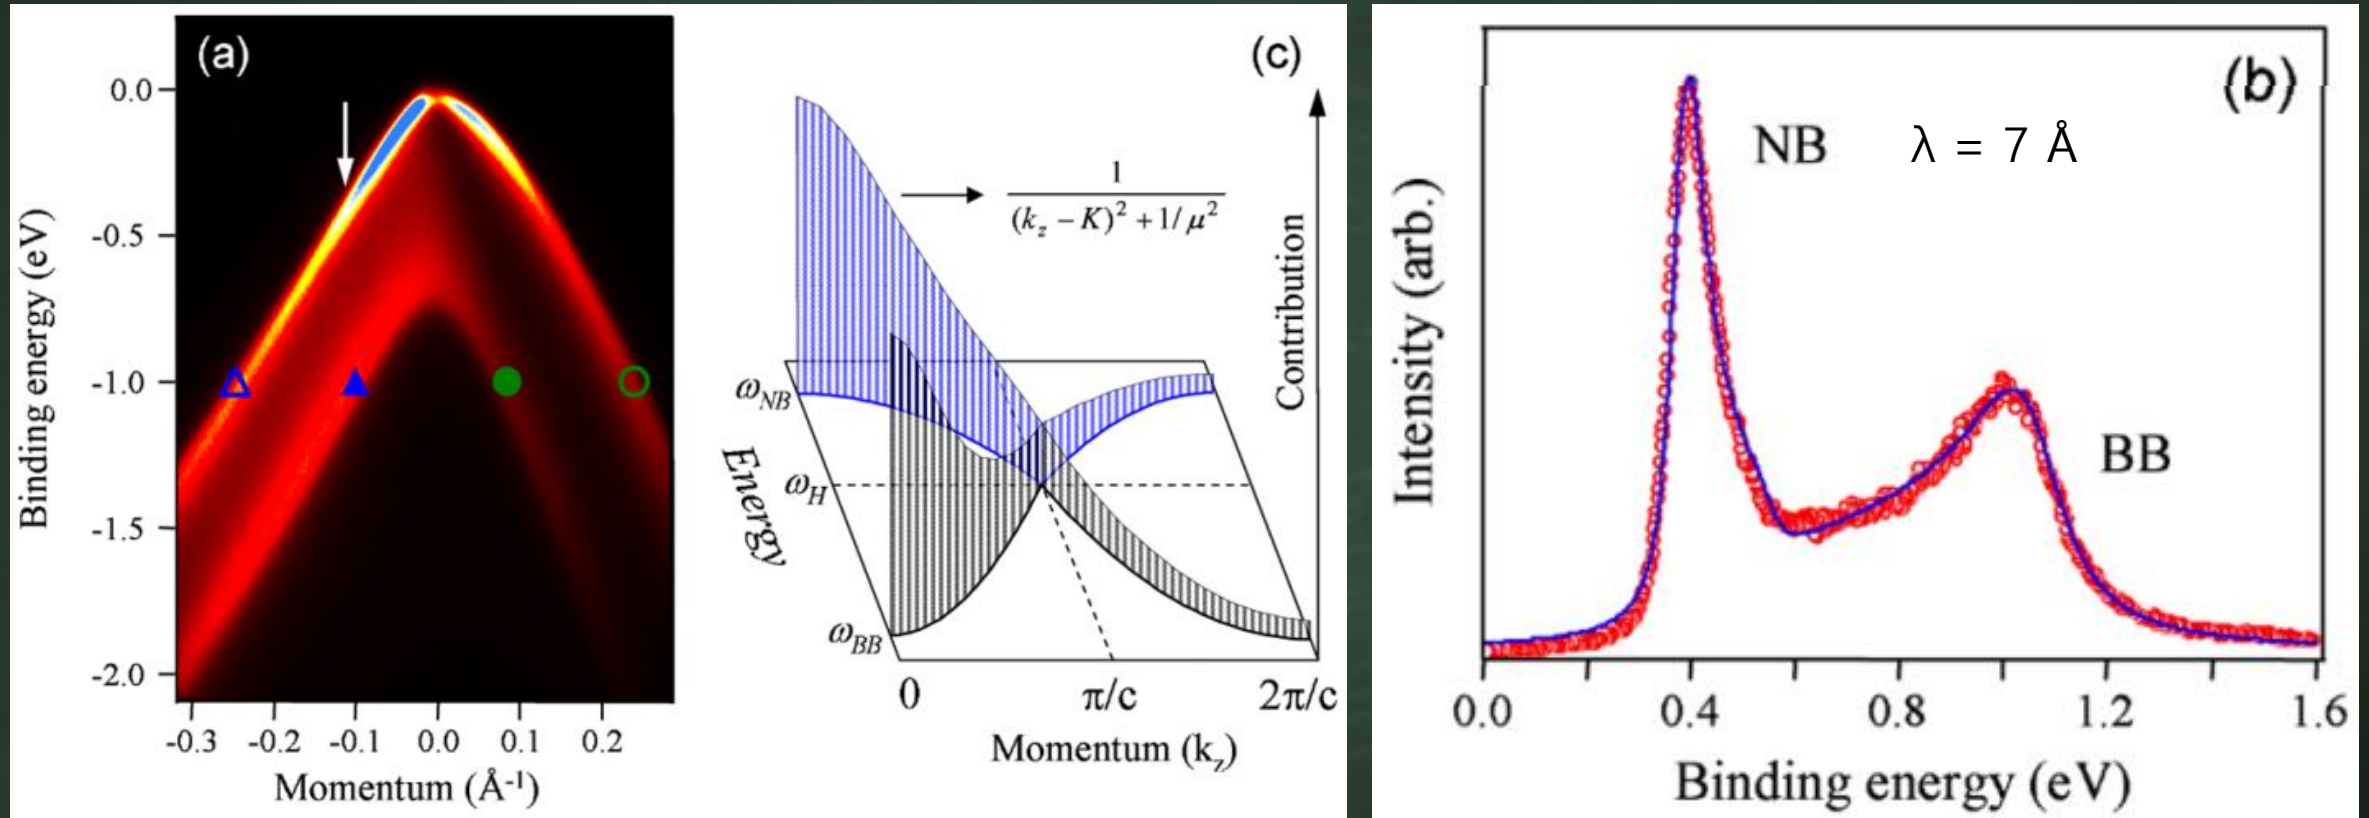 (a)
0.0
-0.5
-1.0
-1.5
-2.0
Binding energy (eV)
-0.3 -0.2 -0.1 0.0 0.1 0.2
Momentum (Å⁻¹)
(c)
1
(k_z − K)² + 1/μ²
Contribution
ω_NB
ω_H
ω_BB
Energy
0 π/c 2π/c
Momentum (k_z)
(b)
NB λ = 7 Å
BB
Intensity (arb.)
0.0 0.4 0.8 1.2 1.6
Binding energy (eV)